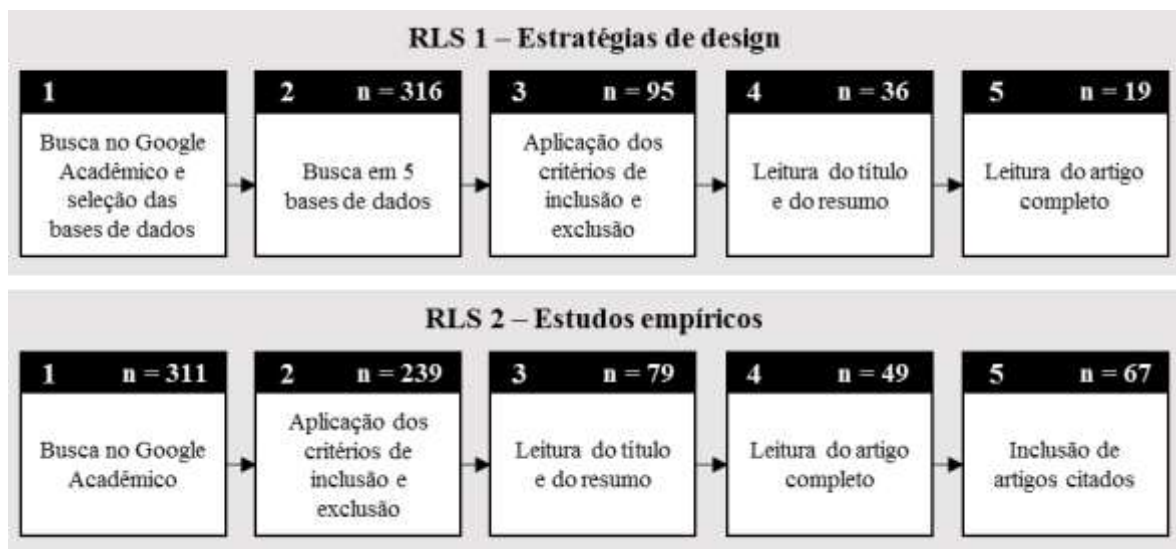 RLS 1 – Estratégias de design
1
Busca no Google
Acadêmico e
seleção das
bases de dados
2 n = 316
Busca em 5
bases de dados
3 n = 95
Aplicação dos
critérios de
inclusão e
exclusão
4 n = 36
Leitura do título
e do resumo
5 n = 19
Leitura do artigo
completo
RLS 2 – Estudos empíricos
1 n = 311
Busca no Google
Acadêmico
2 n = 239
Aplicação dos
critérios de
inclusão e
exclusão
3 n = 79
Leitura do título
e do resumo
4 n = 49
Leitura do artigo
completo
5 n = 67
Inclusão de
artigos citados